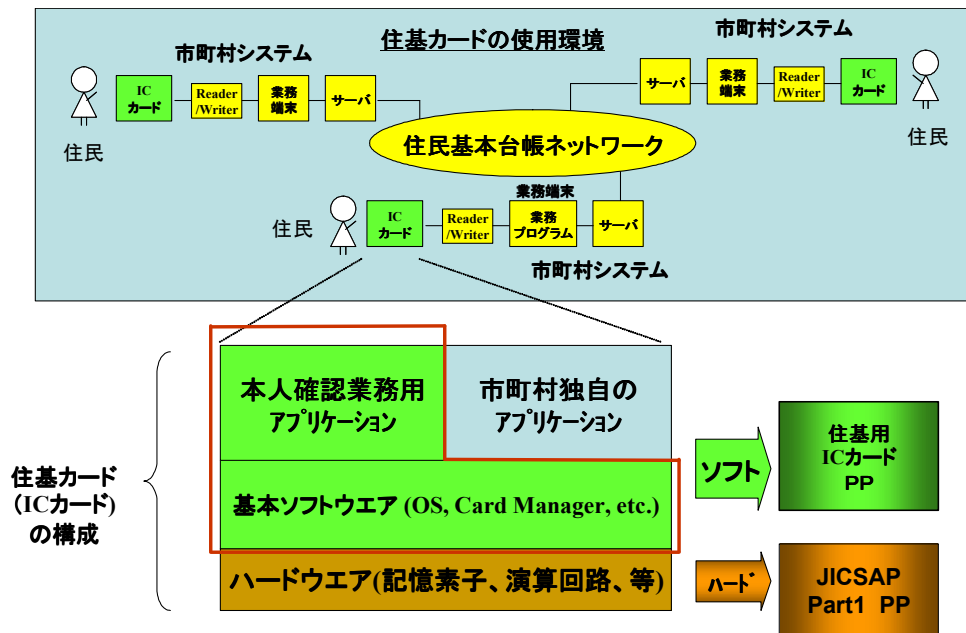 住基カードの使用環境
市町村システム
IC
カード
Reader
/Writer
業務
端末
サーバ
住民
市町村システム
サーバ
業務
端末
Reader
/Writer
IC
カード
住民
住民基本台帳ネットワーク
住民
IC
カード
Reader
/Writer
業務端末
業務
プログラム
サーバ
市町村システム
住基カード
(ICカード)
の構成
本人確認業務用
アプリケーション
市町村独自の
アプリケーション
基本ソフトウエア (OS, Card Manager, etc.)
ハードウエア(記憶素子、演算回路、等)
ソフト
住基用
ICカード
PP
ハード
JICSAP
Part1 PP